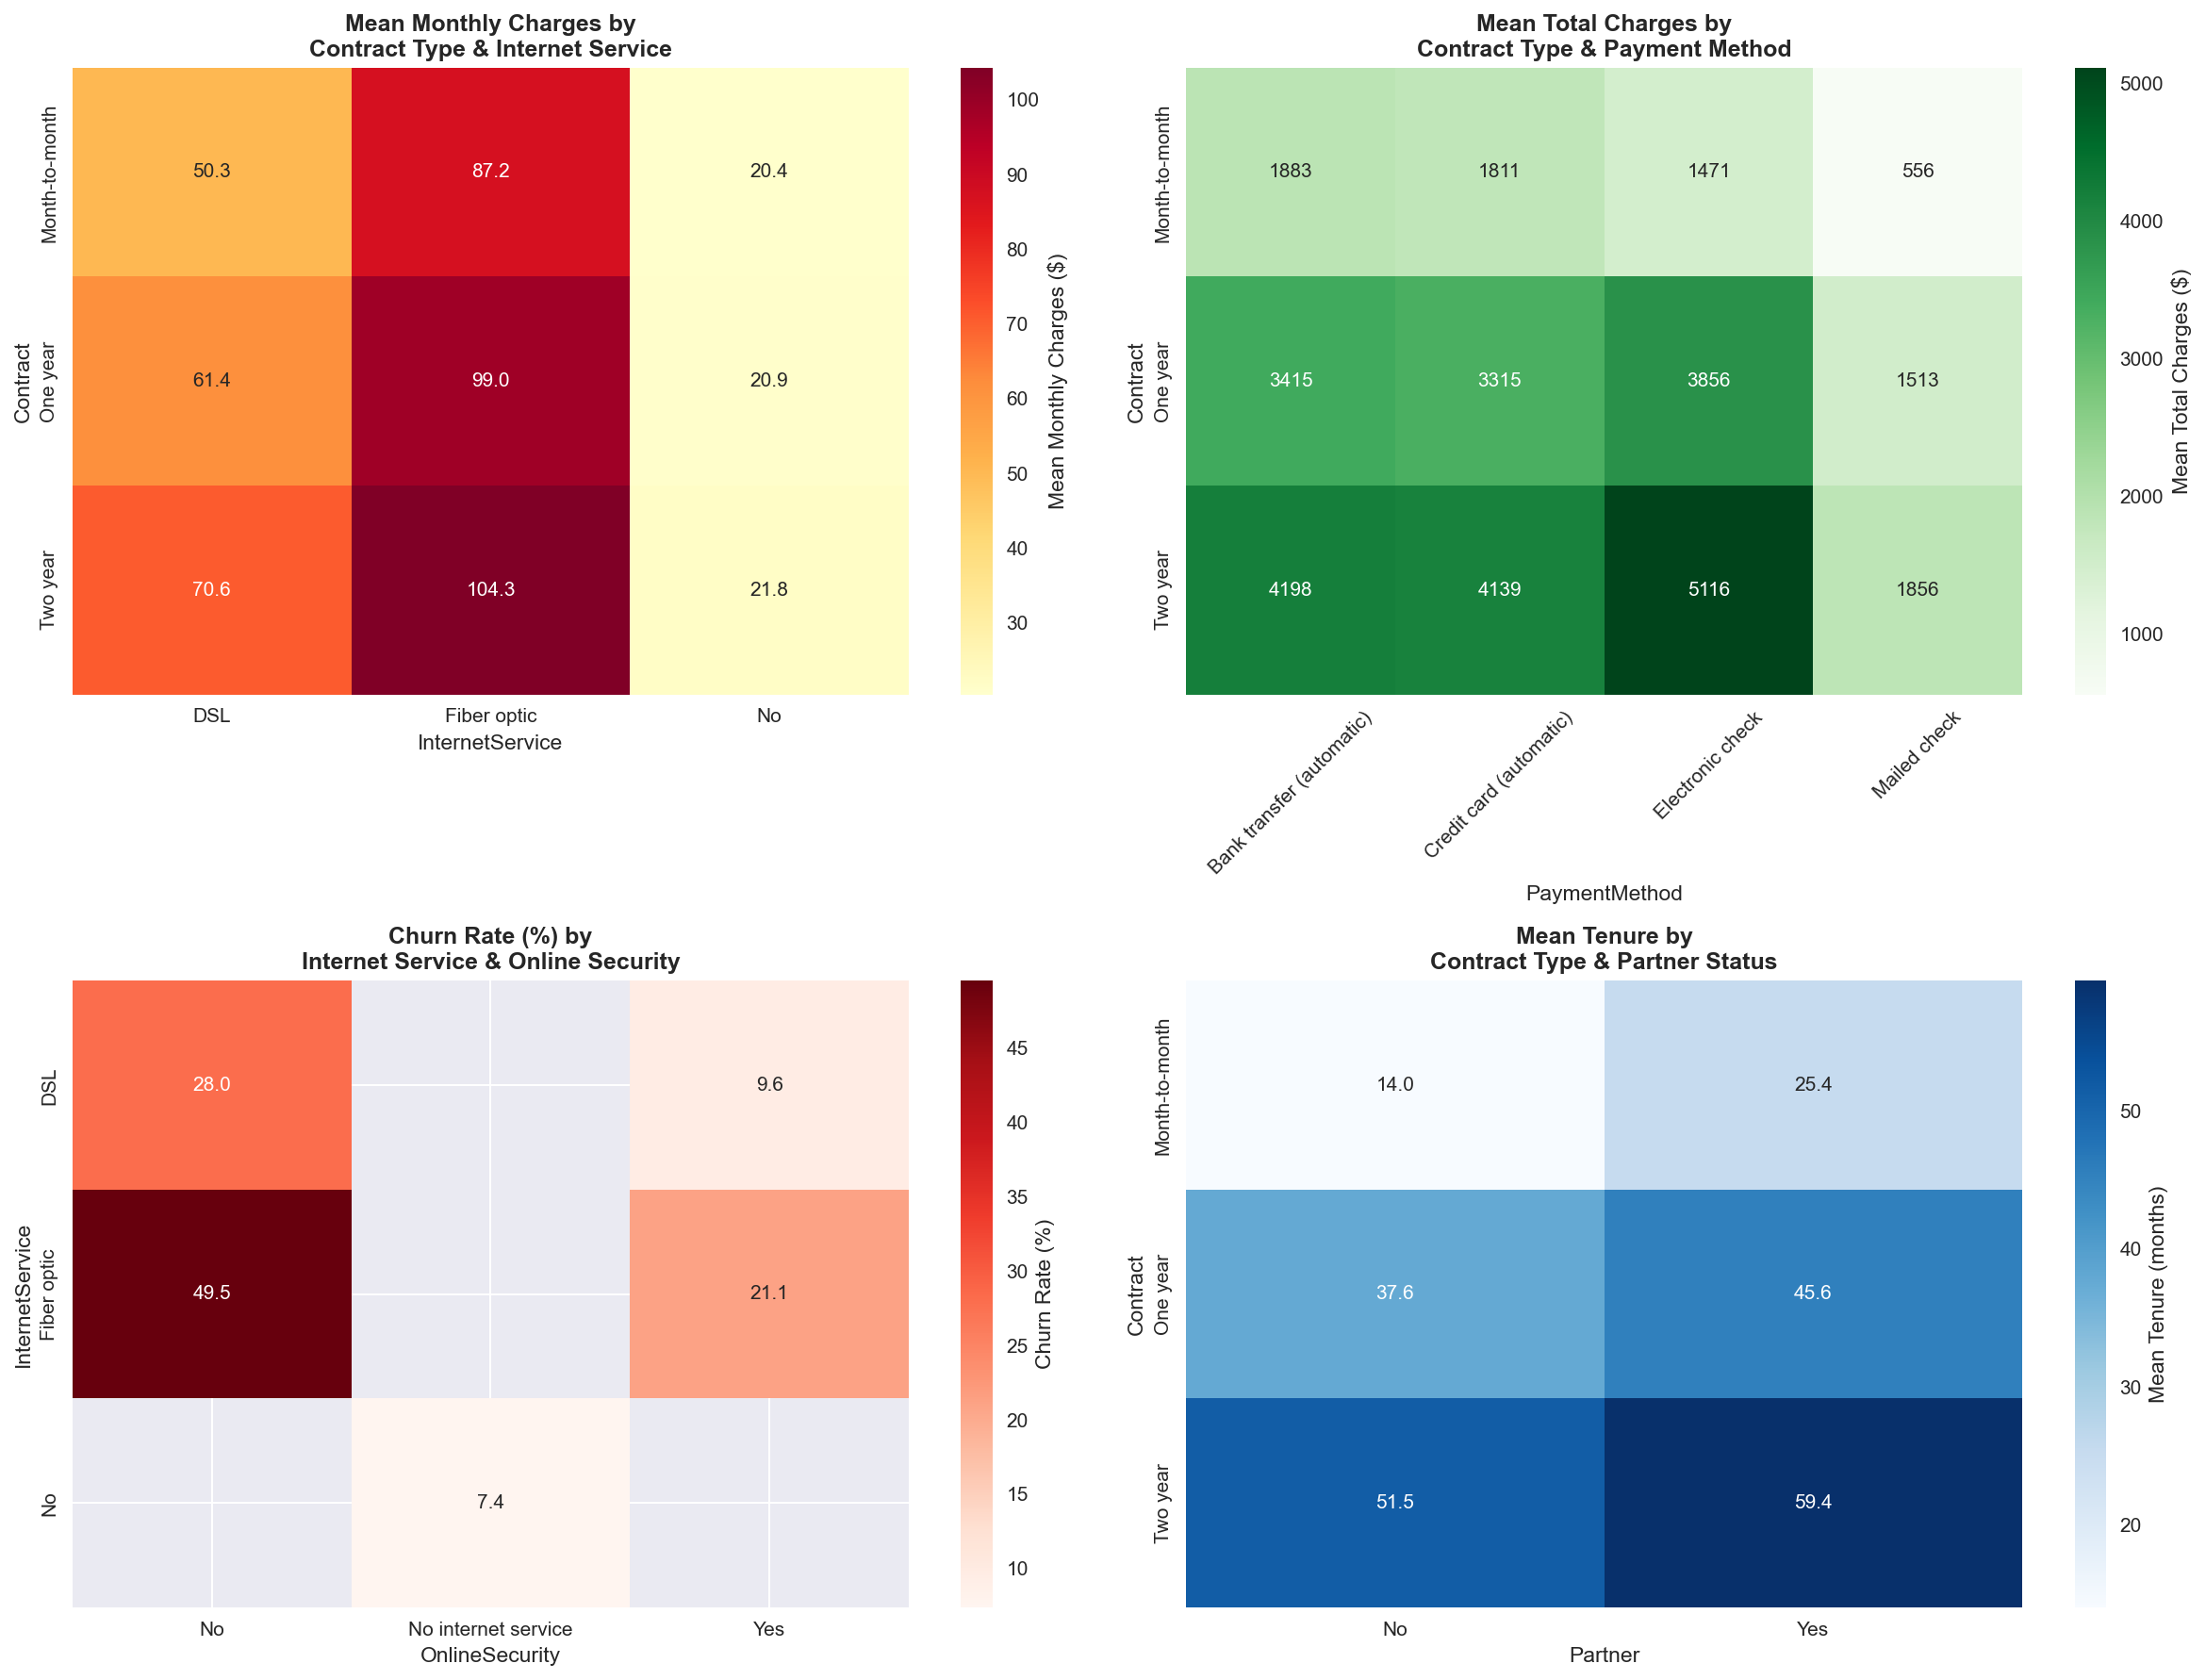 Mean Monthly Charges by
Contract Type & Internet Service
Contract
Month-to-month
One year
Two year
50.3 87.2 20.4
61.4 99.0 20.9
70.6 104.3 21.8
DSL Fiber optic No
InternetService
100
90
80
70
60
50
40
30
Mean Monthly Charges ($)
Mean Total Charges by
Contract Type & Payment Method
Contract
Month-to-month
One year
Two year
1883 1811 1471 556
3415 3315 3856 1513
4198 4139 5116 1856
Bank transfer (automatic)
Credit card (automatic)
Electronic check
Mailed check
PaymentMethod
5000
4000
3000
2000
1000
Mean Total Charges ($)
Churn Rate (%) by
Internet Service & Online Security
InternetService
DSL
Fiber optic
No
28.0 9.6
49.5 21.1
7.4
No No internet service Yes
OnlineSecurity
45
40
35
30
25
20
15
10
Churn Rate (%)
Mean Tenure by
Contract Type & Partner Status
Contract
Month-to-month
One year
Two year
14.0 25.4
37.6 45.6
51.5 59.4
No Yes
Partner
50
40
30
20
Mean Tenure (months)